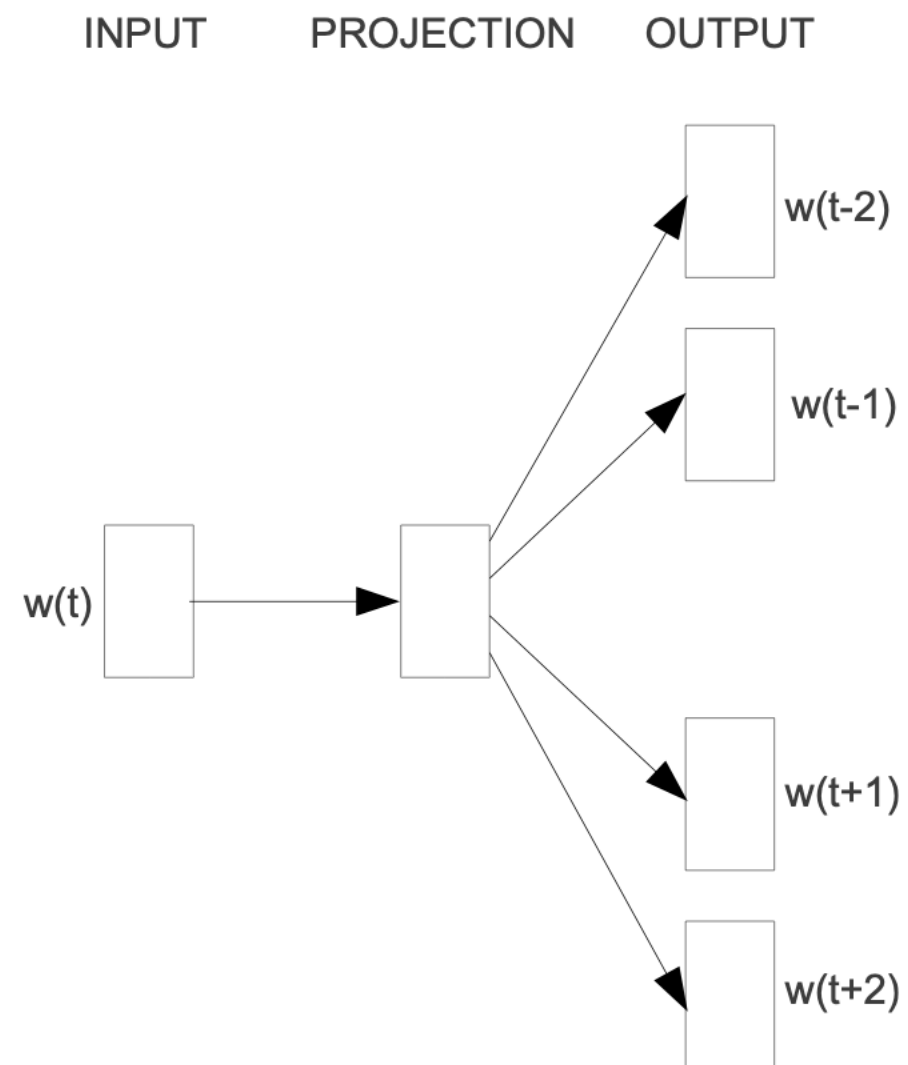 INPUT PROJECTION OUTPUT
w(t-2)
w(t-1)
w(t)
w(t+1)
w(t+2)